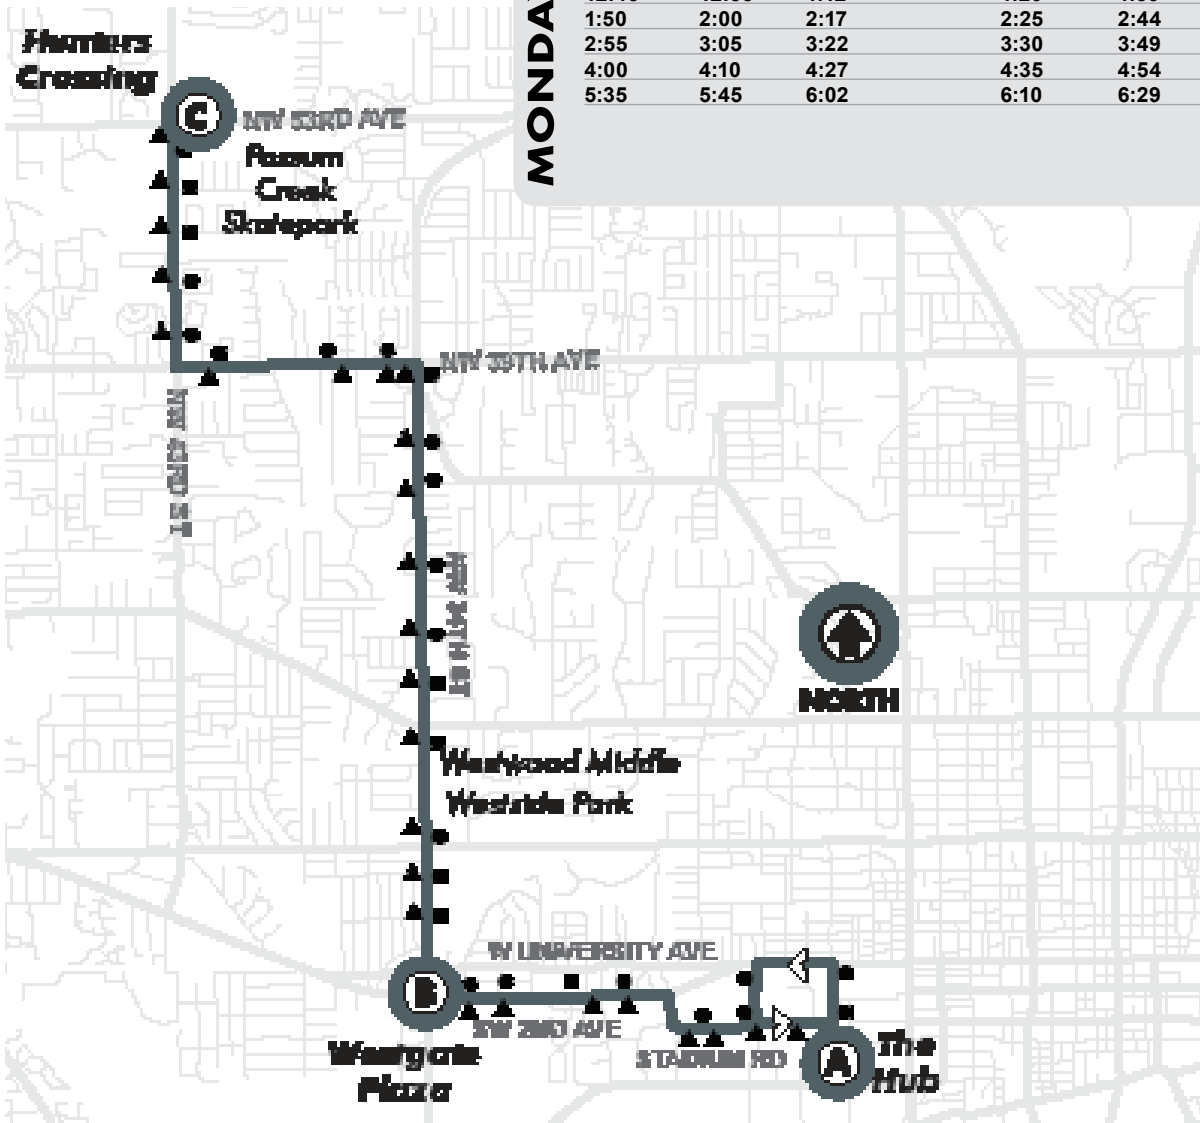 Hunters
Crossing
1:50 2:00 2:17 2:25 2:44
2:55 3:05 3:22 3:30 3:49
4:00 4:10 4:27 4:35 4:54
5:35 5:45 6:02 6:10 6:29
MONDA
C
NW 53RD AVE
Possum
Creek
Skatepark
NW 39TH AVE
NW 43RD ST
NW 34TH ST
NORTH
Westwood Middle
Westside Park
W UNIVERSITY AVE
B
SW 2ND AVE
Westgate
Plaza
STADIUM RD
A
The
Hub